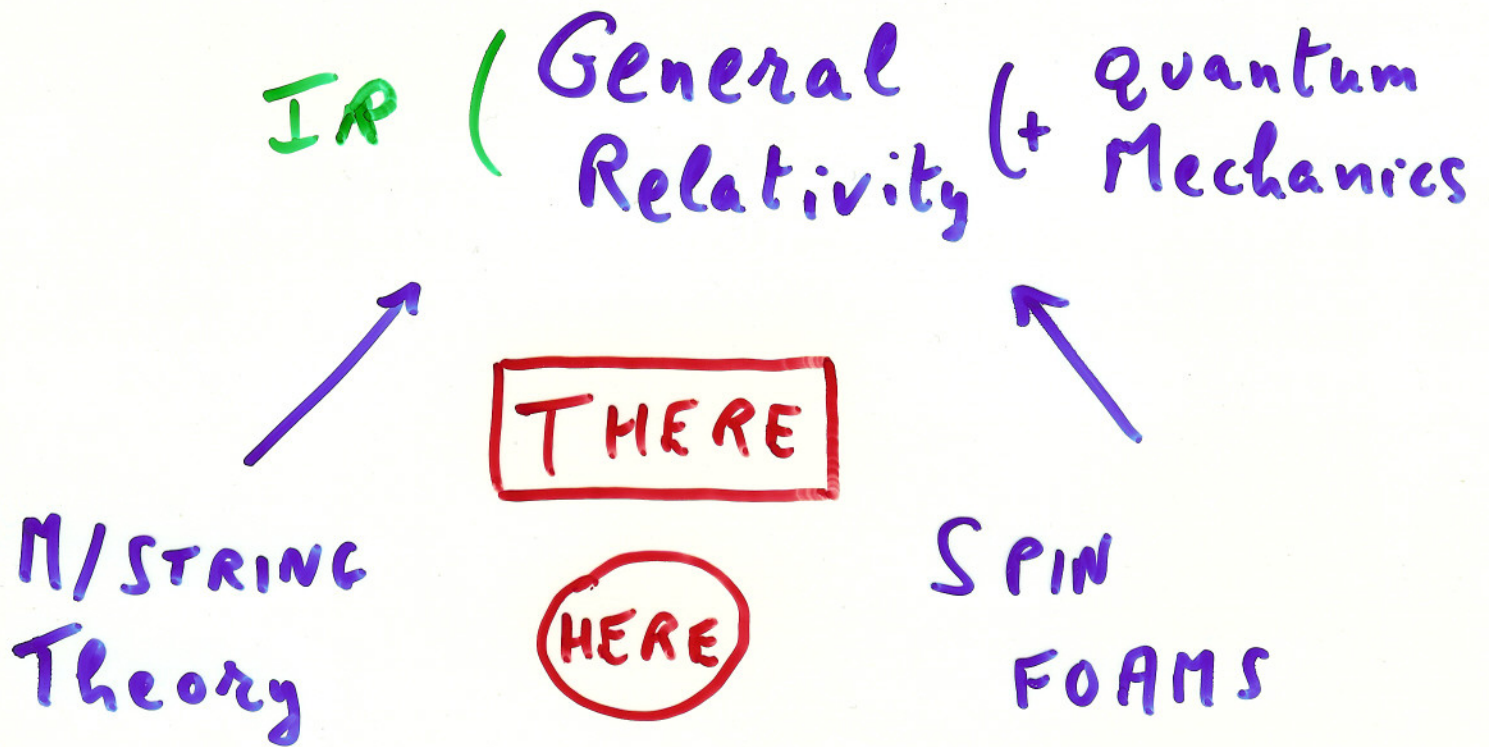 IR ( General ( + Quantum
Relativity Mechanics
THERE
M/STRING SPIN
Theory HERE FOAMS